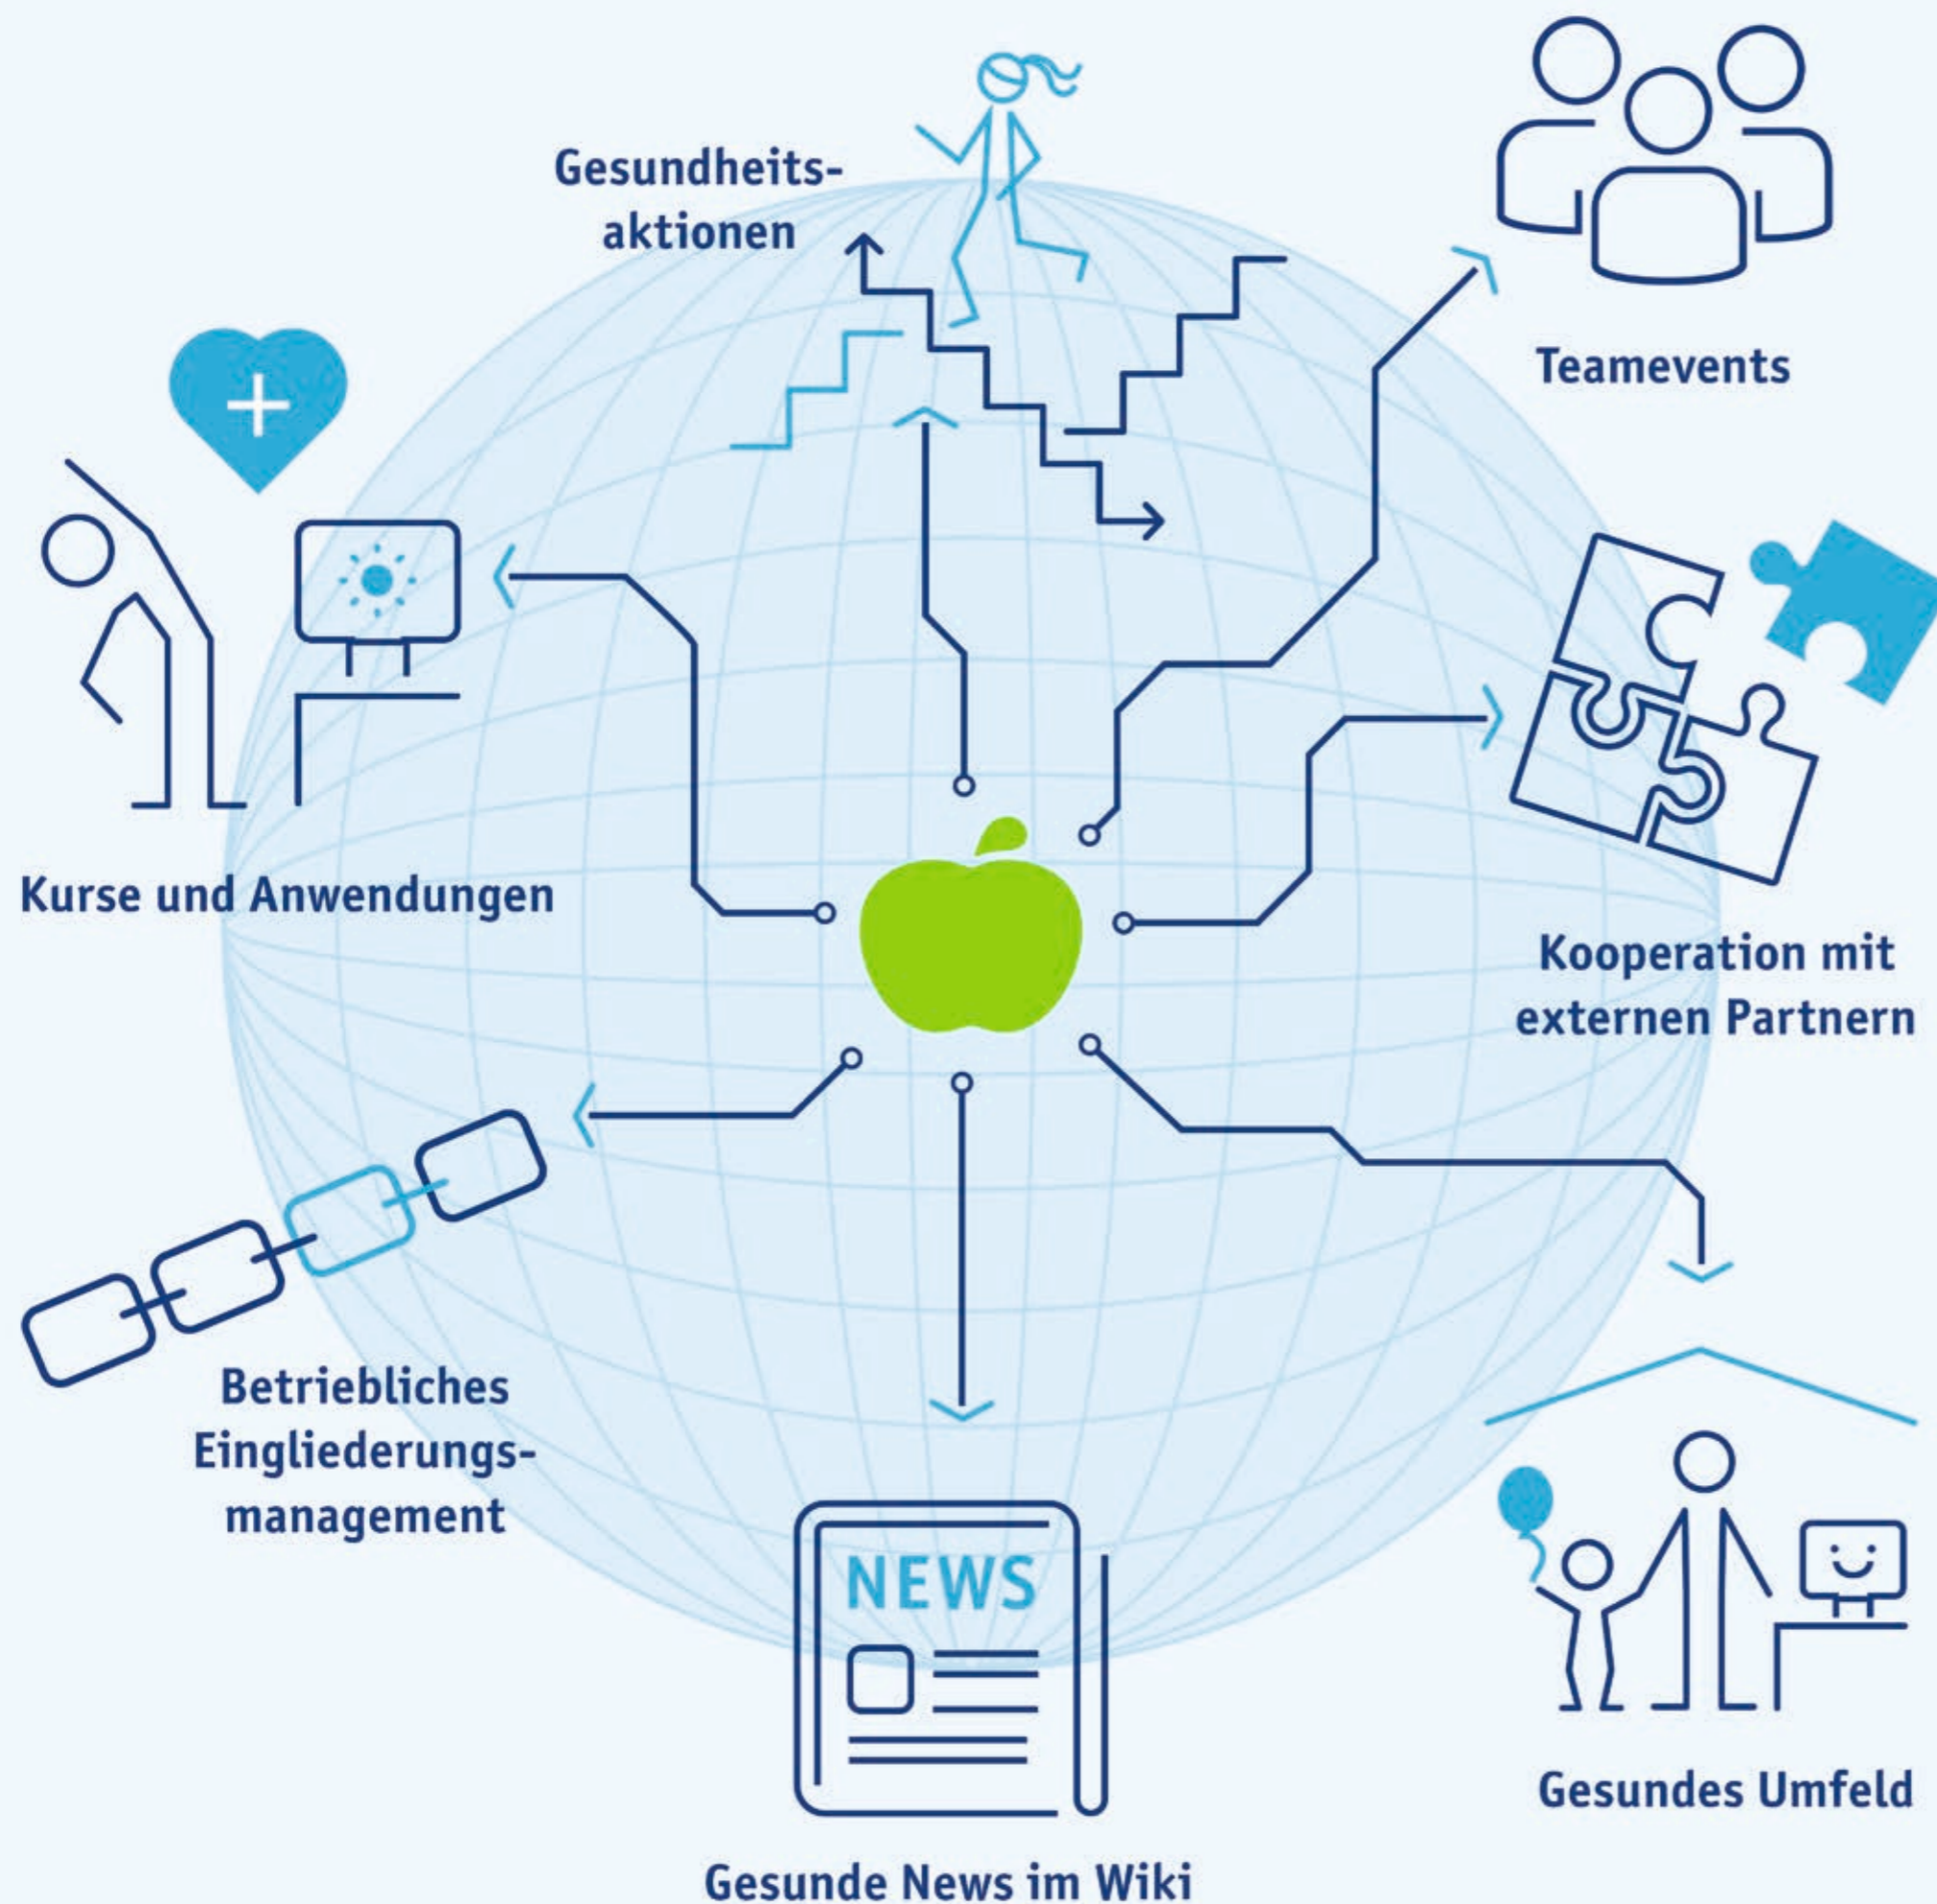 Gesundheits-
aktionen
Teamevents
Kurse und Anwendungen
Kooperation mit
externen Partnern
Betriebliches
Eingliederungs-
management
NEWS
Gesundes Umfeld
Gesunde News im Wiki